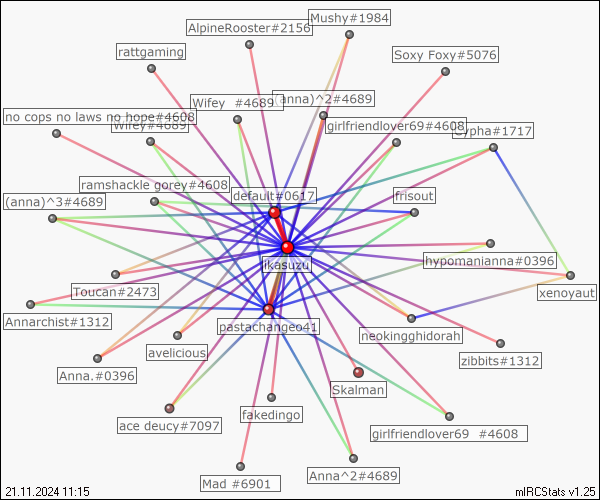 Mushy#1984
AlpineRooster#2156
rattgaming
Soxy Foxy#5076
Wifey  #4689
(anna)^2#4689
no cops no laws no hope#4608
Wifey#4689
girlfriendlover69#4608
Cypha#1717
ramshackle gorey#4608
default#0617
frisout
(anna)^3#4689
ikasuzu
hypomanianna#0396
Toucan#2473
xenoyaut
Annarchist#1312
pastachangeo41
neokingghidorah
avelicious
zibbits#1312
Anna.#0396
Skalman
fakedingo
ace deucy#7097
girlfriendlover69  #4608
Mad #6901
Anna^2#4689
21.11.2024 11:15
mIRCStats v1.25